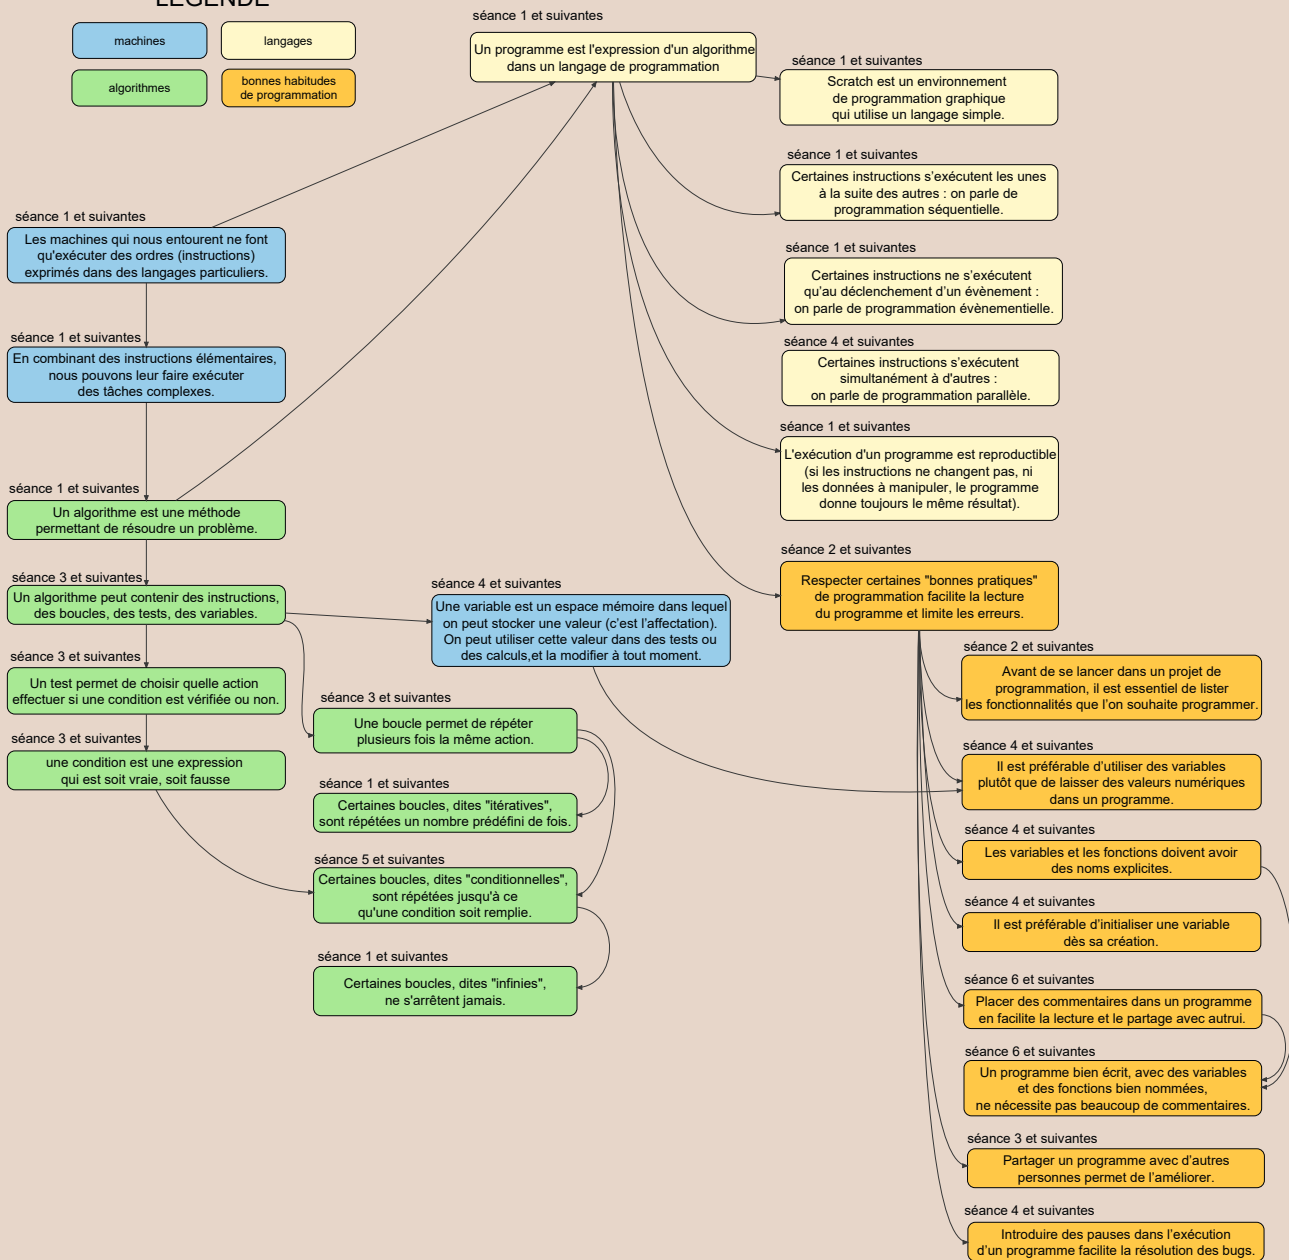 LÉGENDE
machines
langages
algorithmes
bonnes habitudes
de programmation
séance 1 et suivantes
Un programme est l'expression d'un algorithme
dans un langage de programmation
séance 1 et suivantes
Scratch est un environnement
de programmation graphique
qui utilise un langage simple.
séance 1 et suivantes
Certaines instructions s’exécutent les unes
à la suite des autres : on parle de
programmation séquentielle.
séance 1 et suivantes
Les machines qui nous entourent ne font
qu'exécuter des ordres (instructions)
exprimés dans des langages particuliers.
séance 1 et suivantes
Certaines instructions ne s’exécutent
qu’au déclenchement d’un évènement :
on parle de programmation évènementielle.
séance 1 et suivantes
En combinant des instructions élémentaires,
nous pouvons leur faire exécuter
des tâches complexes.
séance 4 et suivantes
Certaines instructions s’exécutent
simultanément à d'autres :
on parle de programmation parallèle.
séance 1 et suivantes
L'exécution d'un programme est reproductible
(si les instructions ne changent pas, ni
les données à manipuler, le programme
donne toujours le même résultat).
séance 1 et suivantes
Un algorithme est une méthode
permettant de résoudre un problème.
séance 2 et suivantes
Respecter certaines "bonnes pratiques"
de programmation facilite la lecture
du programme et limite les erreurs.
séance 3 et suivantes
Un algorithme peut contenir des instructions,
des boucles, des tests, des variables.
séance 4 et suivantes
Une variable est un espace mémoire dans lequel
on peut stocker une valeur (c’est l’affectation).
On peut utiliser cette valeur dans des tests ou
des calculs,et la modifier à tout moment.
séance 3 et suivantes
Un test permet de choisir quelle action
effectuer si une condition est vérifiée ou non.
séance 3 et suivantes
une condition est une expression
qui est soit vraie, soit fausse
séance 3 et suivantes
Une boucle permet de répéter
plusieurs fois la même action.
séance 1 et suivantes
Certaines boucles, dites "itératives",
sont répétées un nombre prédéfini de fois.
séance 5 et suivantes
Certaines boucles, dites "conditionnelles",
sont répétées jusqu'à ce
qu'une condition soit remplie.
séance 1 et suivantes
Certaines boucles, dites "infinies",
ne s'arrêtent jamais.
séance 2 et suivantes
Avant de se lancer dans un projet de
programmation, il est essentiel de lister
les fonctionnalités que l’on souhaite programmer.
séance 4 et suivantes
Il est préférable d’utiliser des variables
plutôt que de laisser des valeurs numériques
dans un programme.
séance 4 et suivantes
Les variables et les fonctions doivent avoir
des noms explicites.
séance 4 et suivantes
Il est préférable d’initialiser une variable
dès sa création.
séance 6 et suivantes
Placer des commentaires dans un programme
en facilite la lecture et le partage avec autrui.
séance 6 et suivantes
Un programme bien écrit, avec des variables
et des fonctions bien nommées,
ne nécessite pas beaucoup de commentaires.
séance 3 et suivantes
Partager un programme avec d’autres
personnes permet de l’améliorer.
séance 4 et suivantes
Introduire des pauses dans l’exécution
d’un programme facilite la résolution des bugs.